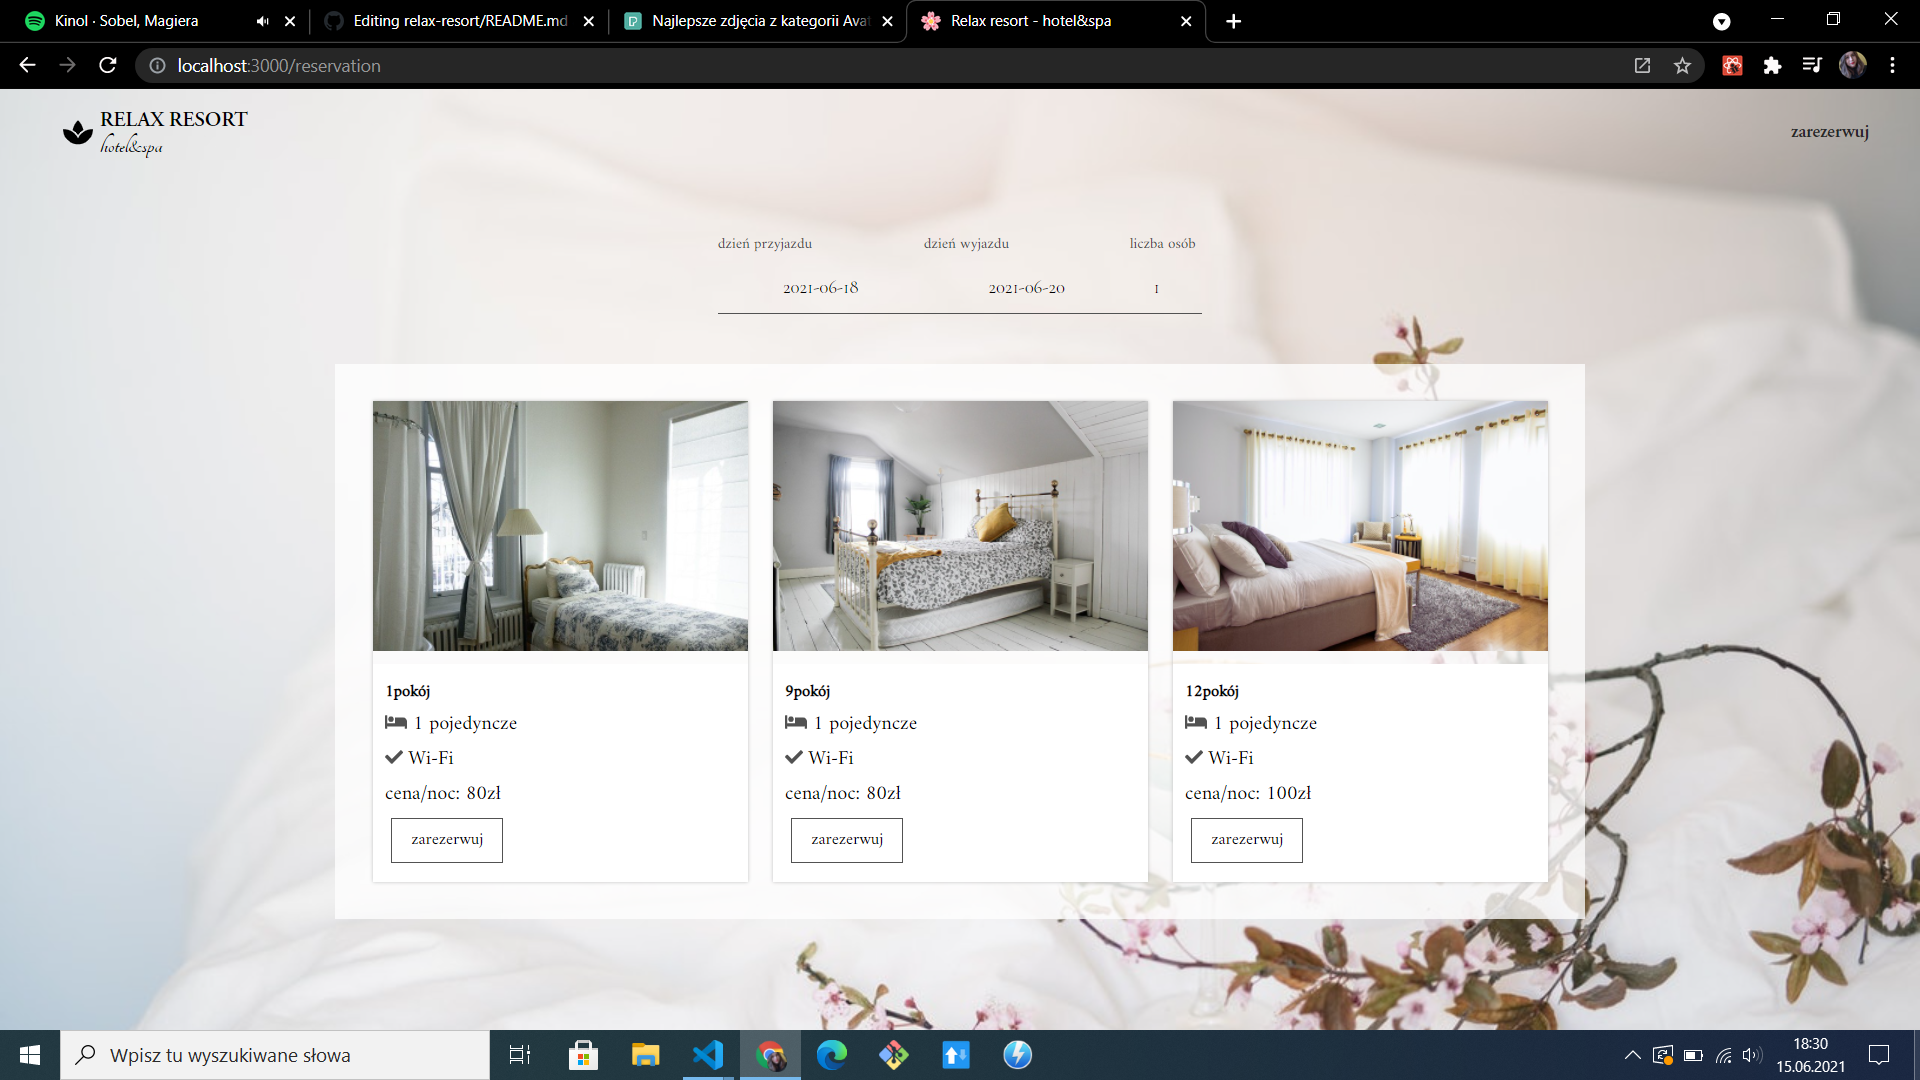 Kinol · Sobel, Magiera
Editing relax-resort/README.md
Najlepsze zdjęcia z kategorii Ava
Relax resort - hotel&spa
localhost:3000/reservation
RELAX RESORT
hotel&spa
zarezerwuj
dzień przyjazdu dzień wyjazdu liczba osób
2021-06-18 2021-06-20 1
1pokój
1 pojedyncze
Wi-Fi
cena/noc: 80zł
zarezerwuj
9pokój
1 pojedyncze
Wi-Fi
cena/noc: 80zł
zarezerwuj
12pokój
1 pojedyncze
Wi-Fi
cena/noc: 100zł
zarezerwuj
Wpisz tu wyszukiwane słowa
18:30
15.06.2021